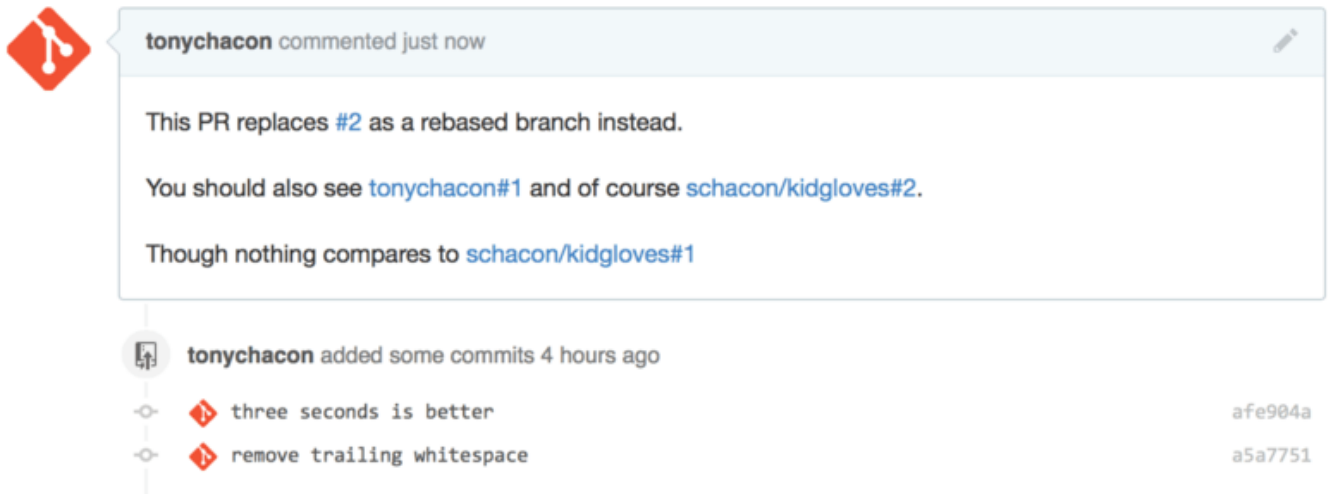 tonychacon commented just now
This PR replaces #2 as a rebased branch instead.
You should also see tonychacon#1 and of course schacon/kidgloves#2.
Though nothing compares to schacon/kidgloves#1
tonychacon added some commits 4 hours ago
three seconds is better afe904a
remove trailing whitespace a5a7751